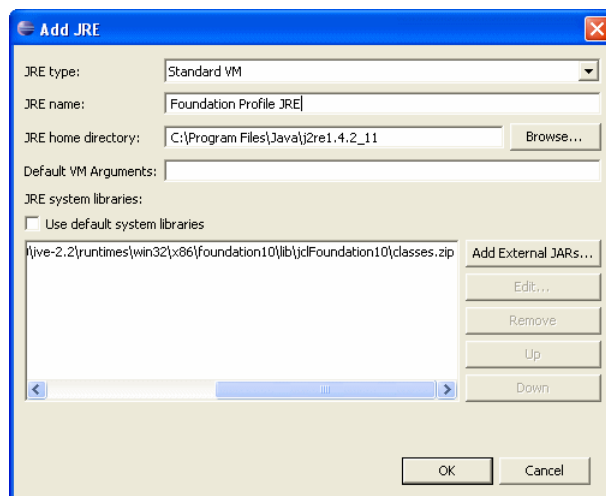 Add JRE
JRE type: Standard VM
JRE name: Foundation Profile JRE
JRE home directory: C:\Program Files\Java\j2re1.4.2_11 Browse...
Default VM Arguments:
JRE system libraries:
Use default system libraries
\ive-2.2\runtimes\win32\x86\foundation10\lib\jclFoundation10\classes.zip Add External JARs...
Edit...
Remove
Up
Down
OK Cancel